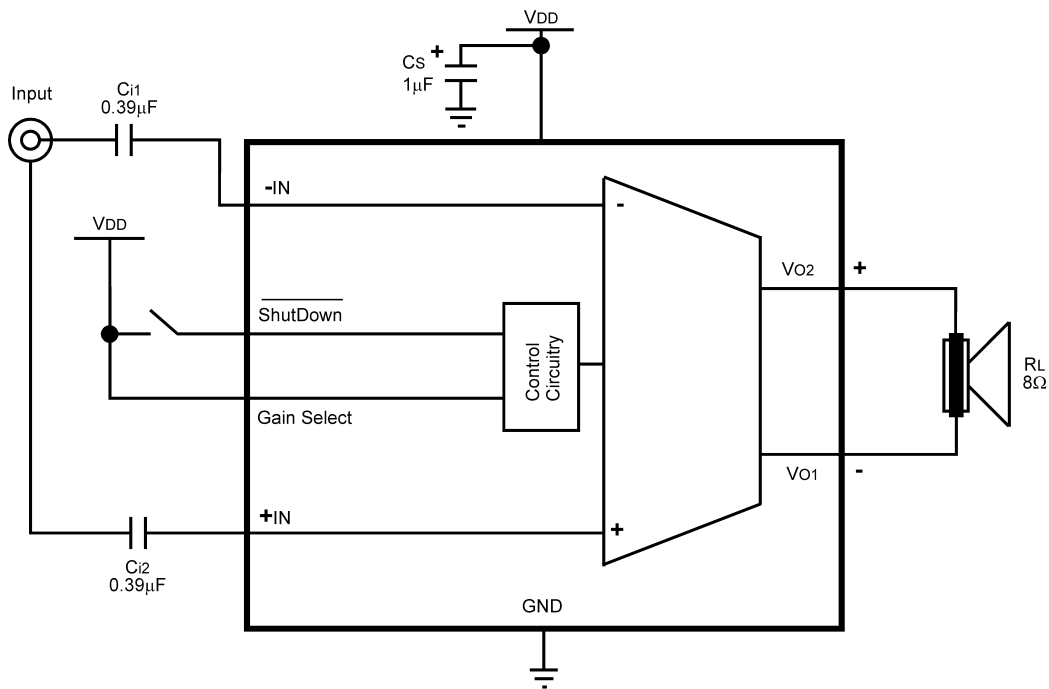 VDD
CS +
1µF
Input
Ci1
0.39µF
-IN
-
VDD
VO2 +
ShutDown
Control
Circuitry
RL
8Ω
Gain Select
VO1 -
+IN
+
Ci2
0.39µF
GND